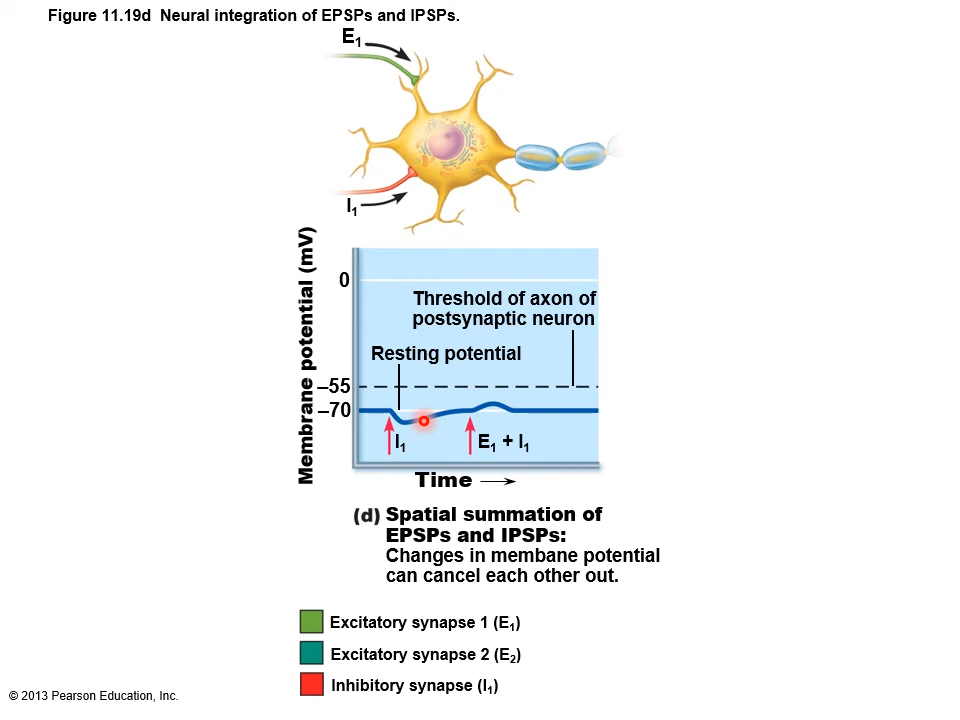 Figure 11.19d Neural integration of EPSPs and IPSPs.
E1
I1
Membrane potential (mV)
0
Threshold of axon of
postsynaptic neuron
Resting potential
–55
–70
I1
E1 + I1
Time
(d) Spatial summation of
EPSPs and IPSPs:
Changes in membane potential
can cancel each other out.
Excitatory synapse 1 (E1)
Excitatory synapse 2 (E2)
Inhibitory synapse (I1)
© 2013 Pearson Education, Inc.